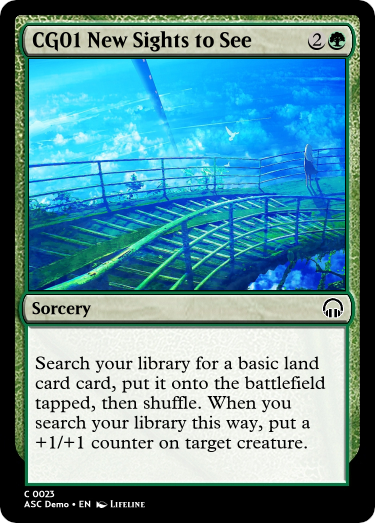 CG01 New Sights to See 2
Sorcery
Search your library for a basic land
card card, put it onto the battlefield
tapped, then shuffle. When you
search your library this way, put a
+1/+1 counter on target creature.
C 0023
ASC Demo • EN LIFELINE